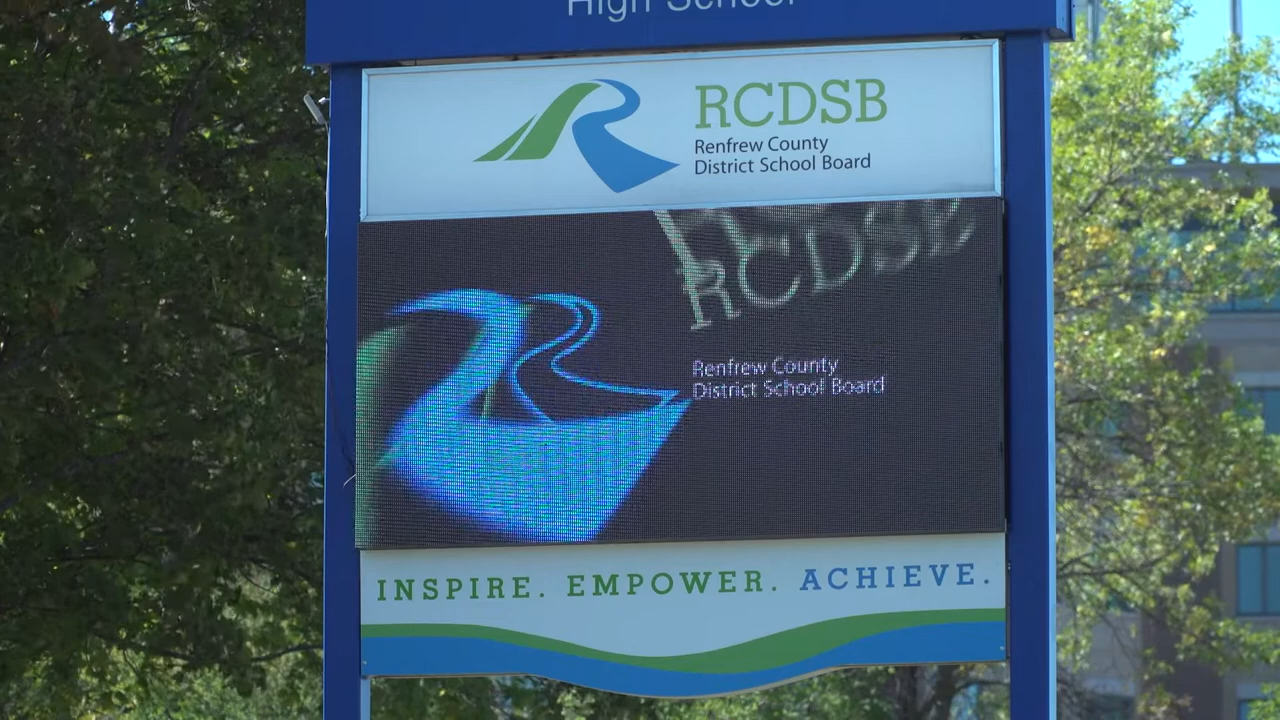 High School
RCDSB
Renfrew County
District School Board
RCDSB
Renfrew County
District School Board
INSPIRE. EMPOWER. ACHIEVE.